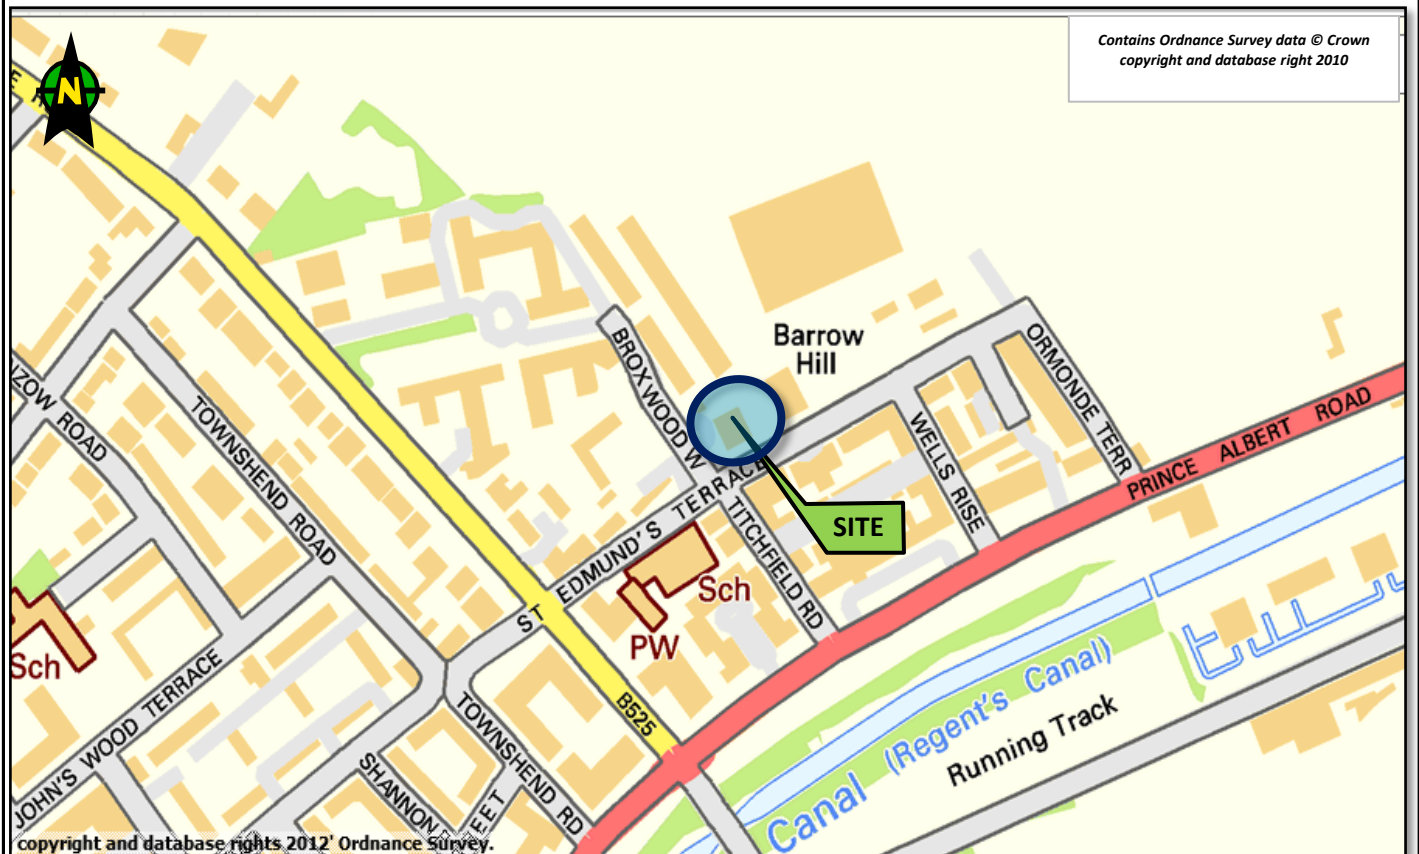 Contains Ordnance Survey data © Crown
copyright and database right 2010
N
Barrow
Hill
BROXWOOD W
ORMONDE TERR
WELLS RISE
PRINCE ALBERT ROAD
TOWNSHEND ROAD
ST EDMUND'S TERRACE
TITCHFIELD RD
SITE
Sch
PW
Sch
B525
JOHN'S WOOD TERRACE
TOWNSHEND RD
SHANNON
EET
Canal (Regent's Canal)
Running Track
ROAD
copyright and database rights 2012' Ordnance Survey.